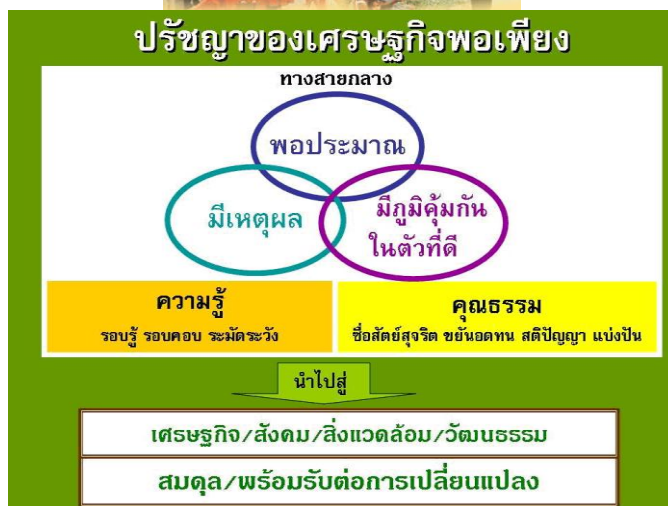 ปรัชญาของเศรษฐกิจพอเพียง
ทางสายกลาง
พอประมาณ
มีเหตุผล
มีภูมิคุ้มกัน
ในตัวที่ดี
ความรู้
รอบรู้ รอบคอบ ระมัดระวัง
คุณธรรม
ซื่อสัตย์สุจริต ขยันอดทน สติปัญญา แบ่งปัน
นำไปสู่
เศรษฐกิจ/สังคม/สิ่งแวดล้อม/วัฒนธรรม
สมดุล/พร้อมรับต่อการเปลี่ยนแปลง